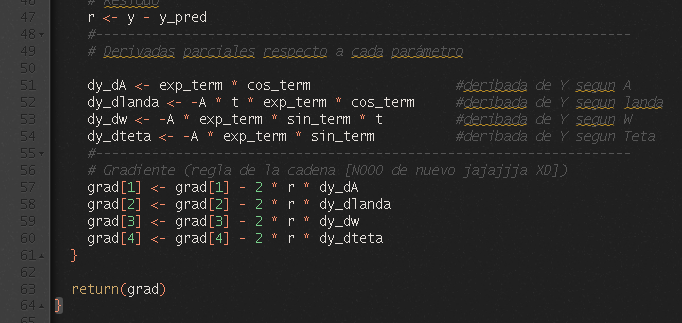 46 # Residuo
47 r <- y - y_pred
48 #---------------------------------------------------------------
49 # Derivadas parciales respecto a cada parámetro
50
51 dy_dA <- exp_term * cos_term #deribada de Y segun A
52 dy_dlanda <- -A * t * exp_term * cos_term #deribada de Y segun landa
53 dy_dw <- -A * exp_term * sin_term * t #deribada de Y segun W
54 dy_dteta <- -A * exp_term * sin_term #deribada de Y segun Teta
55 #---------------------------------------------------------------
56 # Gradiente (regla de la cadena [NOOO de nuevo jajajjja XD])
57 grad[1] <- grad[1] - 2 * r * dy_dA
58 grad[2] <- grad[2] - 2 * r * dy_dlanda
59 grad[3] <- grad[3] - 2 * r * dy_dw
60 grad[4] <- grad[4] - 2 * r * dy_dteta
61 }
62
63 return(grad)
64 }
65